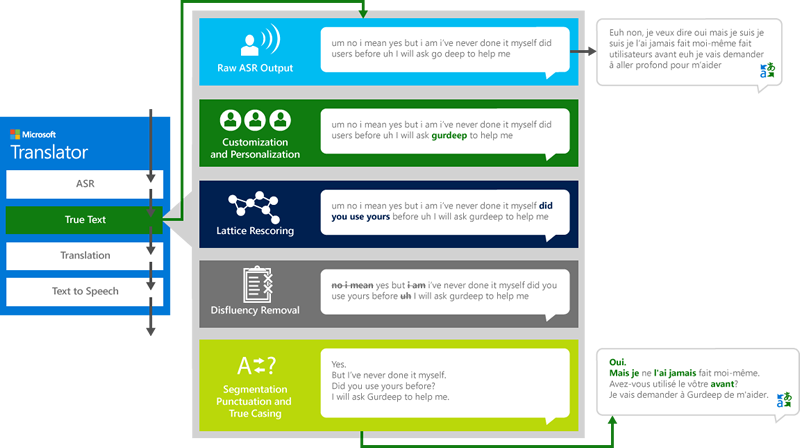 Microsoft
Translator
ASR
True Text
Translation
Text to Speech
Raw ASR Output
um no i mean yes but i am i've never done it myself did
users before uh I will ask go deep to help me
Euh non, je veux dire oui mais je suis je
suis je l'ai jamais fait moi-même fait
utilisateurs avant euh je vais demander
à aller profond pour m'aider
Customization
and Personalization
um no i mean yes but i am i've never done it myself did
users before uh I will ask gurdeep to help me
Lattice Rescoring
um no i mean yes but i am i've never done it myself did
you use yours before uh I will ask gurdeep to help me
Disfluency Removal
no i mean yes but i am i've never done it myself did you
use yours before uh I will ask gurdeep to help me
A ?
Segmentation
Punctuation and
True Casing
Yes.
But I've never done it myself.
Did you use yours before?
I will ask Gurdeep to help me.
Oui.
Mais je ne l'ai jamais fait moi-même.
Avez-vous utilisé le vôtre avant?
Je vais demander à Gurdeep de m'aider.